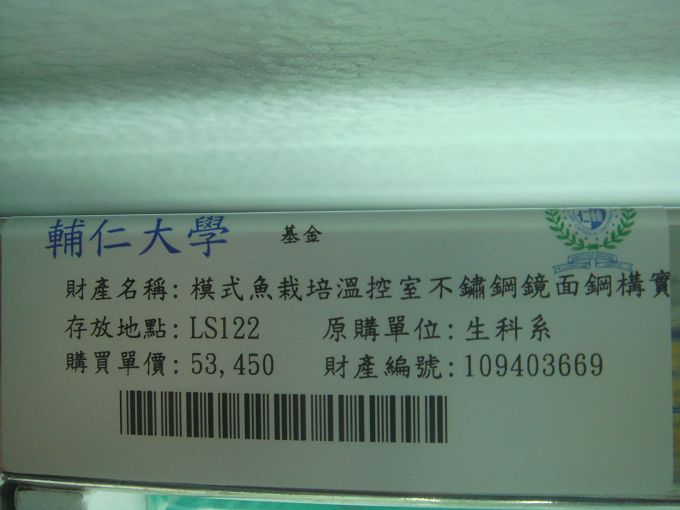 輔仁大學 基金
財產名稱: 模式魚栽培溫控室不鏽鋼鏡面鋼構實
存放地點: LS122 原購單位: 生科系
購買單價: 53,450 財產編號: 109403669